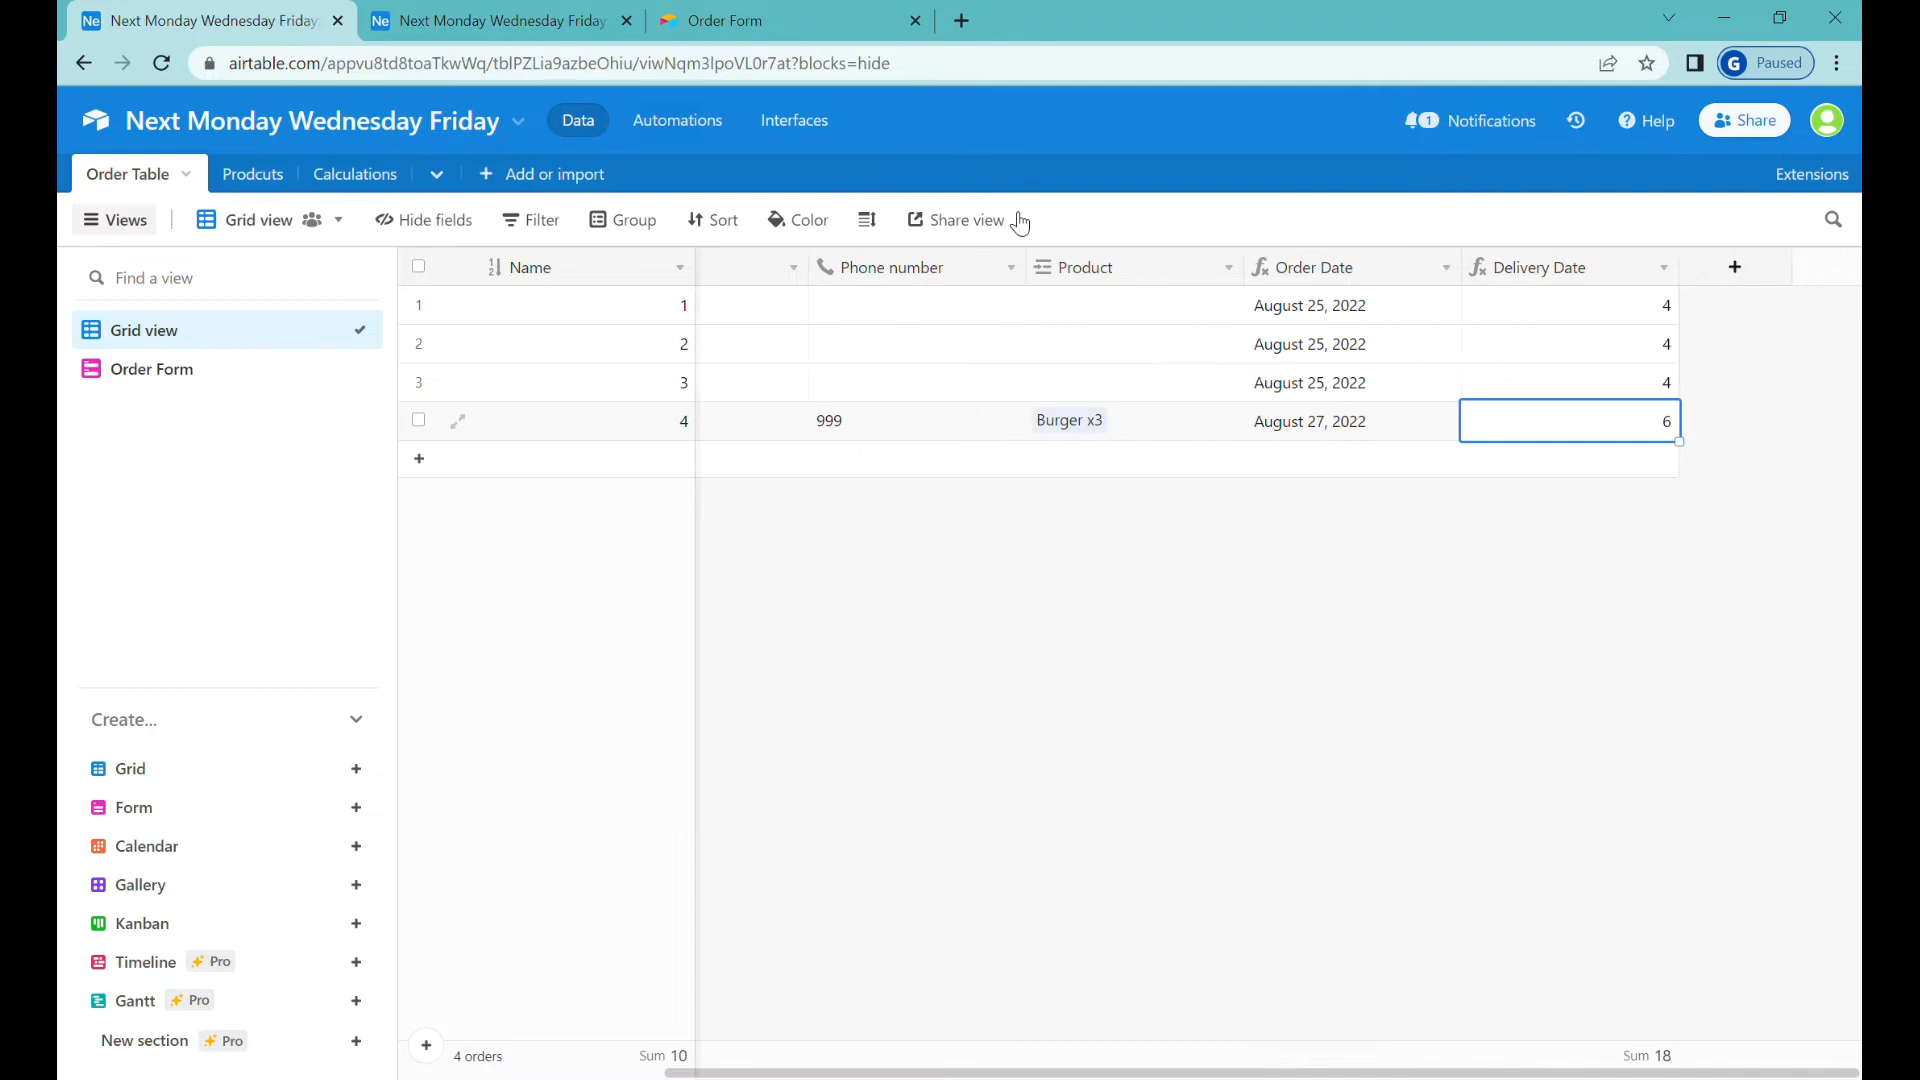 Ne Next Monday Wednesday Friday
Ne Next Monday Wednesday Friday
Order Form
airtable.com/appvu8td8toaTkwWq/tblPZLia9azbeOhiu/viwNqm3lpoVL0r7at?blocks=hide
G Paused
Next Monday Wednesday Friday
Data
Automations
Interfaces
1 Notifications
Help
Share
Order Table
Prodcuts
Calculations
Add or import
Extensions
Views
Grid view
Hide fields
Filter
Group
Sort
Color
Share view
Find a view
Grid view
Order Form
Name
Phone number
Product
Order Date
Delivery Date
1 1 August 25, 2022 4
2 2 August 25, 2022 4
3 3 August 25, 2022 4
4 999 Burger x3 August 27, 2022 6
Create...
Grid
Form
Calendar
Gallery
Kanban
Timeline Pro
Gantt Pro
New section Pro
4 orders
Sum 10
Sum 18